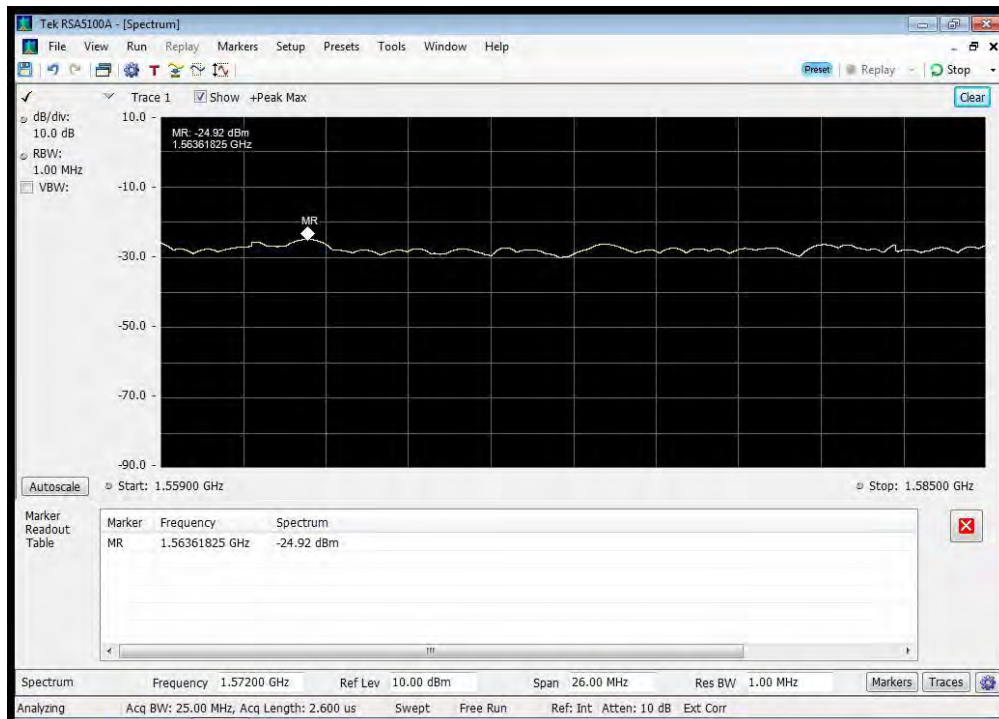 Tek RSA5100A - [Spectrum]
File View Run Replay Markers Setup Presets Tools Window Help
T Preset Replay Stop
Trace 1 Show +Peak Max Clear
dB/div:
10.0 dB
RBW:
1.00 MHz
VBW:
10.0
MR: -24.92 dBm
1.56361825 GHz
-10.0
MR
-30.0
-50.0
-70.0
-90.0
Autoscale Start: 1.55900 GHz Stop: 1.58500 GHz
Marker
Readout
Table
Marker Frequency Spectrum
MR 1.56361825 GHz -24.92 dBm
Spectrum Frequency 1.57200 GHz Ref Lev 10.00 dBm Span 26.00 MHz Res BW 1.00 MHz Markers Traces
Analyzing Acq BW: 25.00 MHz, Acq Length: 2.600 us Swept Free Run Ref: Int Atten: 10 dB Ext Corr